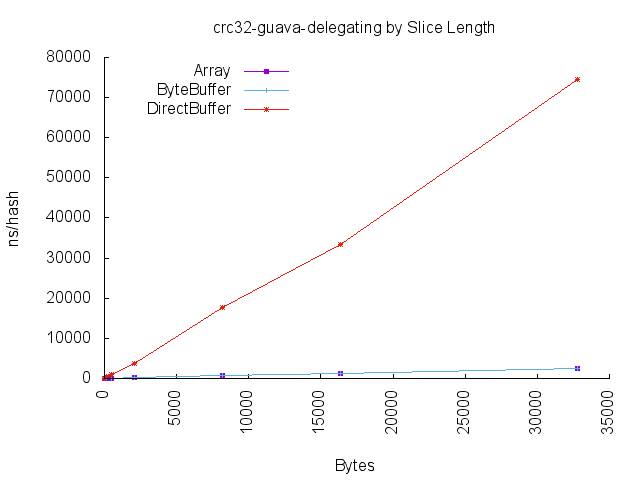 crc32-guava-delegating by Slice Length
80000
70000
60000
50000
40000
30000
20000
10000
0
ns/hash
Array
ByteBuffer
DirectBuffer
0
5000
10000
15000
20000
25000
30000
35000
Bytes